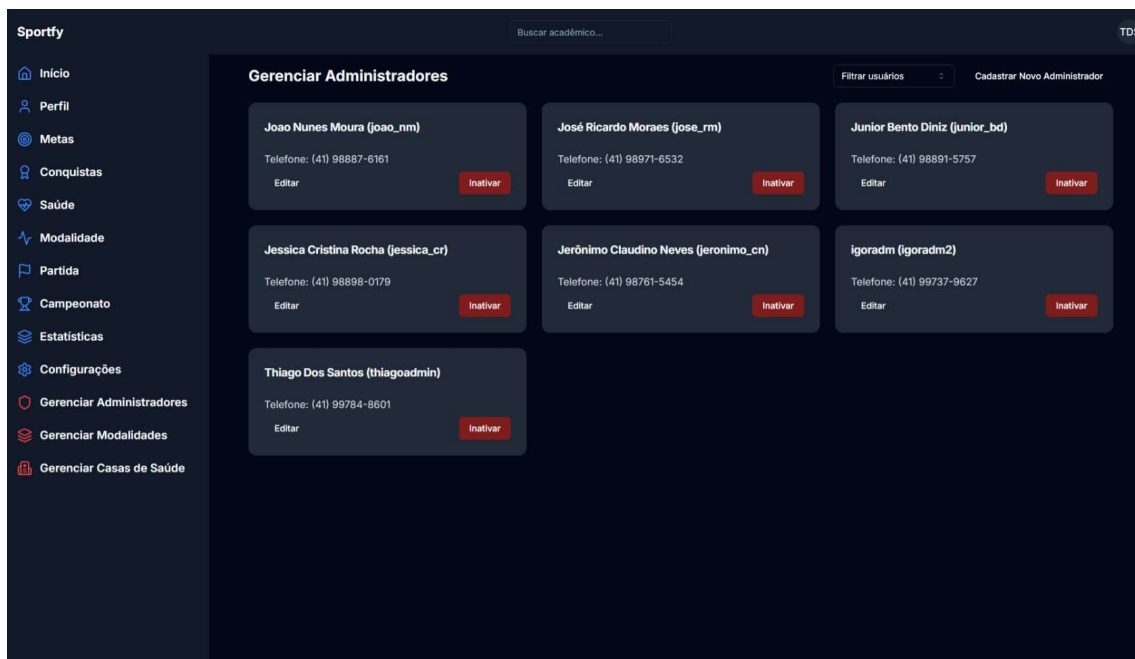 Sportfy
Buscar acadêmico...
Início
Perfil
Metas
Conquistas
Saúde
Modalidade
Partida
Campeonato
Estatísticas
Configurações
Gerenciar Administradores
Gerenciar Modalidades
Gerenciar Casas de Saúde
Gerenciar Administradores
Filtrar usuários
Cadastrar Novo Administrador
Joao Nunes Moura (joao_nm)
Telefone: (41) 98887-6161
Editar
Inativar
José Ricardo Moraes (jose_rm)
Telefone: (41) 98971-6532
Editar
Inativar
Junior Bento Diniz (junior_bd)
Telefone: (41) 98891-5757
Editar
Inativar
Jessica Cristina Rocha (jessica_cr)
Telefone: (41) 98898-0179
Editar
Inativar
Jerônimo Claudino Neves (jeronimo_cn)
Telefone: (41) 98761-5454
Editar
Inativar
igoradm (igoradm2)
Telefone: (41) 99737-9627
Editar
Inativar
Thiago Dos Santos (thiagoadmin)
Telefone: (41) 99784-8601
Editar
Inativar